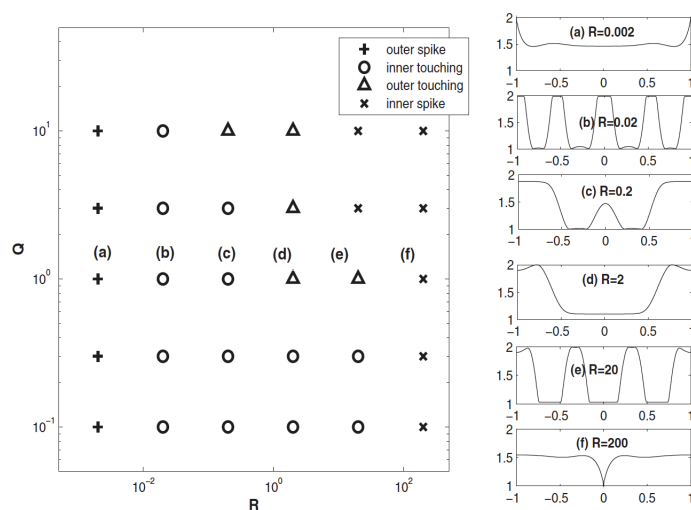 + outer spike
○ inner touching
△ outer touching
× inner spike
Q
10^1
10^0
10^-1
(a) (b) (c) (d) (e) (f)
10^-2 10^0 10^2
R
2
1.5
1
(a) R=0.002
-1 -0.5 0 0.5 1
2
1.5
1
(b) R=0.02
-1 -0.5 0 0.5 1
2
1.5
1
(c) R=0.2
-1 -0.5 0 0.5 1
2
1.5
1
(d) R=2
-1 -0.5 0 0.5 1
2
1.5
1
(e) R=20
-1 -0.5 0 0.5 1
2
1.5
1
(f) R=200
-1 -0.5 0 0.5 1